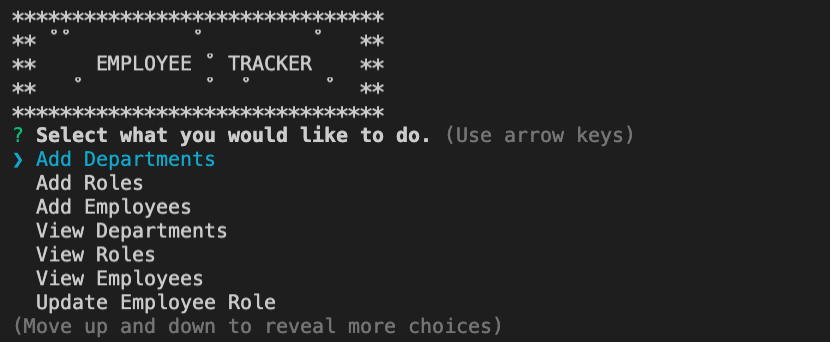 *******************************
** ° °          °         °   **
**     EMPLOYEE ° TRACKER    **
**   °          °  °      °  **
*******************************
? Select what you would like to do. (Use arrow keys)
❯ Add Departments
  Add Roles
  Add Employees
  View Departments
  View Roles
  View Employees
  Update Employee Role
(Move up and down to reveal more choices)